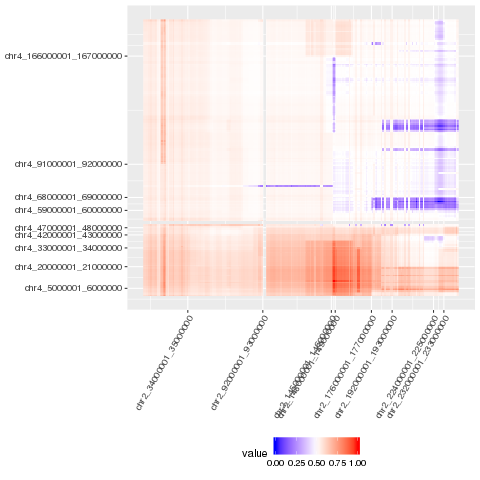 chr4_166000001_167000000
chr4_91000001_92000000
chr4_68000001_69000000
chr4_59000001_60000000
chr4_47000001_48000000
chr4_42000001_43000000
chr4_33000001_34000000
chr4_20000001_21000000
chr4_5000001_6000000
chr2_34000001_35000000
chr2_92000001_93000000
chr2_176000001_177000000
chr2_192000001_193000000
chr2_224000001_225000000
chr2_232000001_233000000
value
0.00 0.25 0.50 0.75 1.00